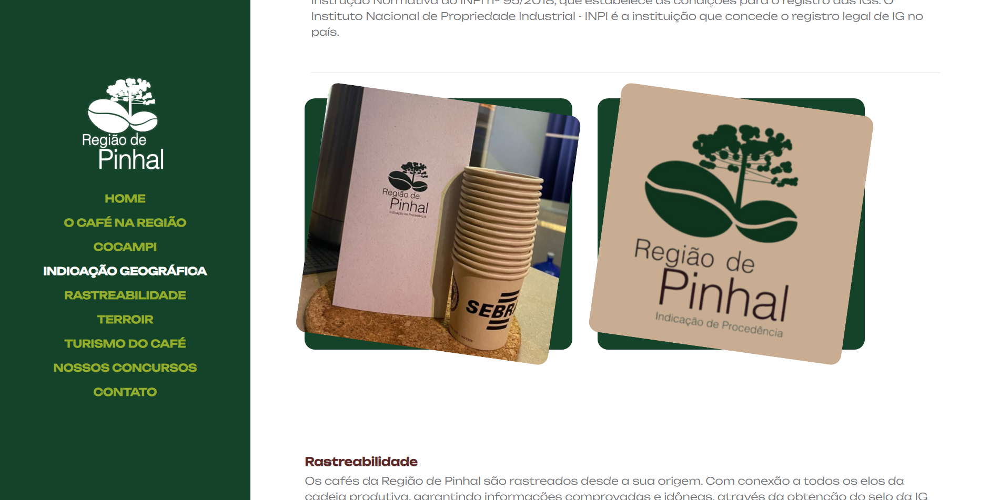 Instrução Normativa do INPI nº 95/2018, que estabelece as condições para o registro das IGs. O
Instituto Nacional de Propriedade Industrial - INPI é a instituição que concede o registro legal de IG no
país.
Região de
Pinhal
HOME
O CAFÉ NA REGIÃO
COCAMPI
INDICAÇÃO GEOGRÁFICA
RASTREABILIDADE
TERROIR
TURISMO DO CAFÉ
NOSSOS CONCURSOS
CONTATO
Região de
Pinhal
Indicação de Procedência
SEBR
Região de
Pinhal
Indicação de Procedência
Rastreabilidade
Os cafés da Região de Pinhal são rastreados desde a sua origem. Com conexão a todos os elos da
cadeia produtiva, garantindo informações comprovadas e idôneas, através da obtenção do selo da IG